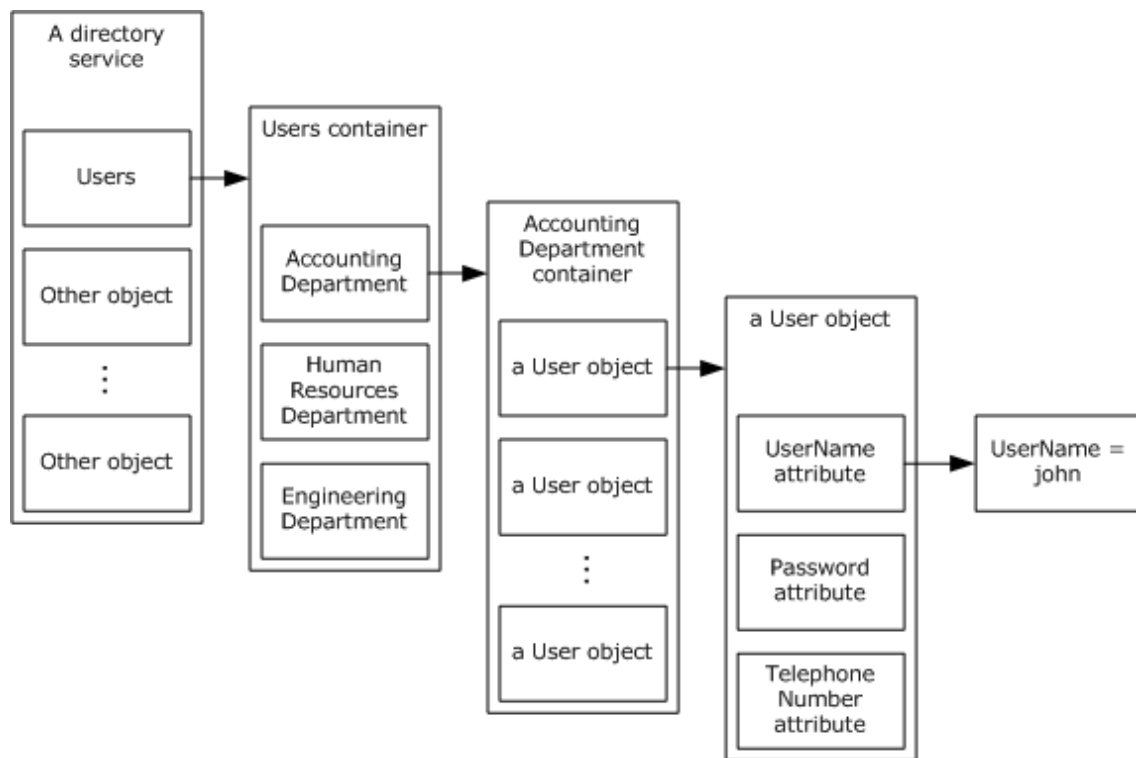 A directory
service
Users
Other object
⋮
Other object
Users container
Accounting
Department
Human
Resources
Department
Engineering
Department
Accounting
Department
container
a User object
a User object
⋮
a User object
a User object
UserName
attribute
Password
attribute
Telephone
Number
attribute
UserName =
john